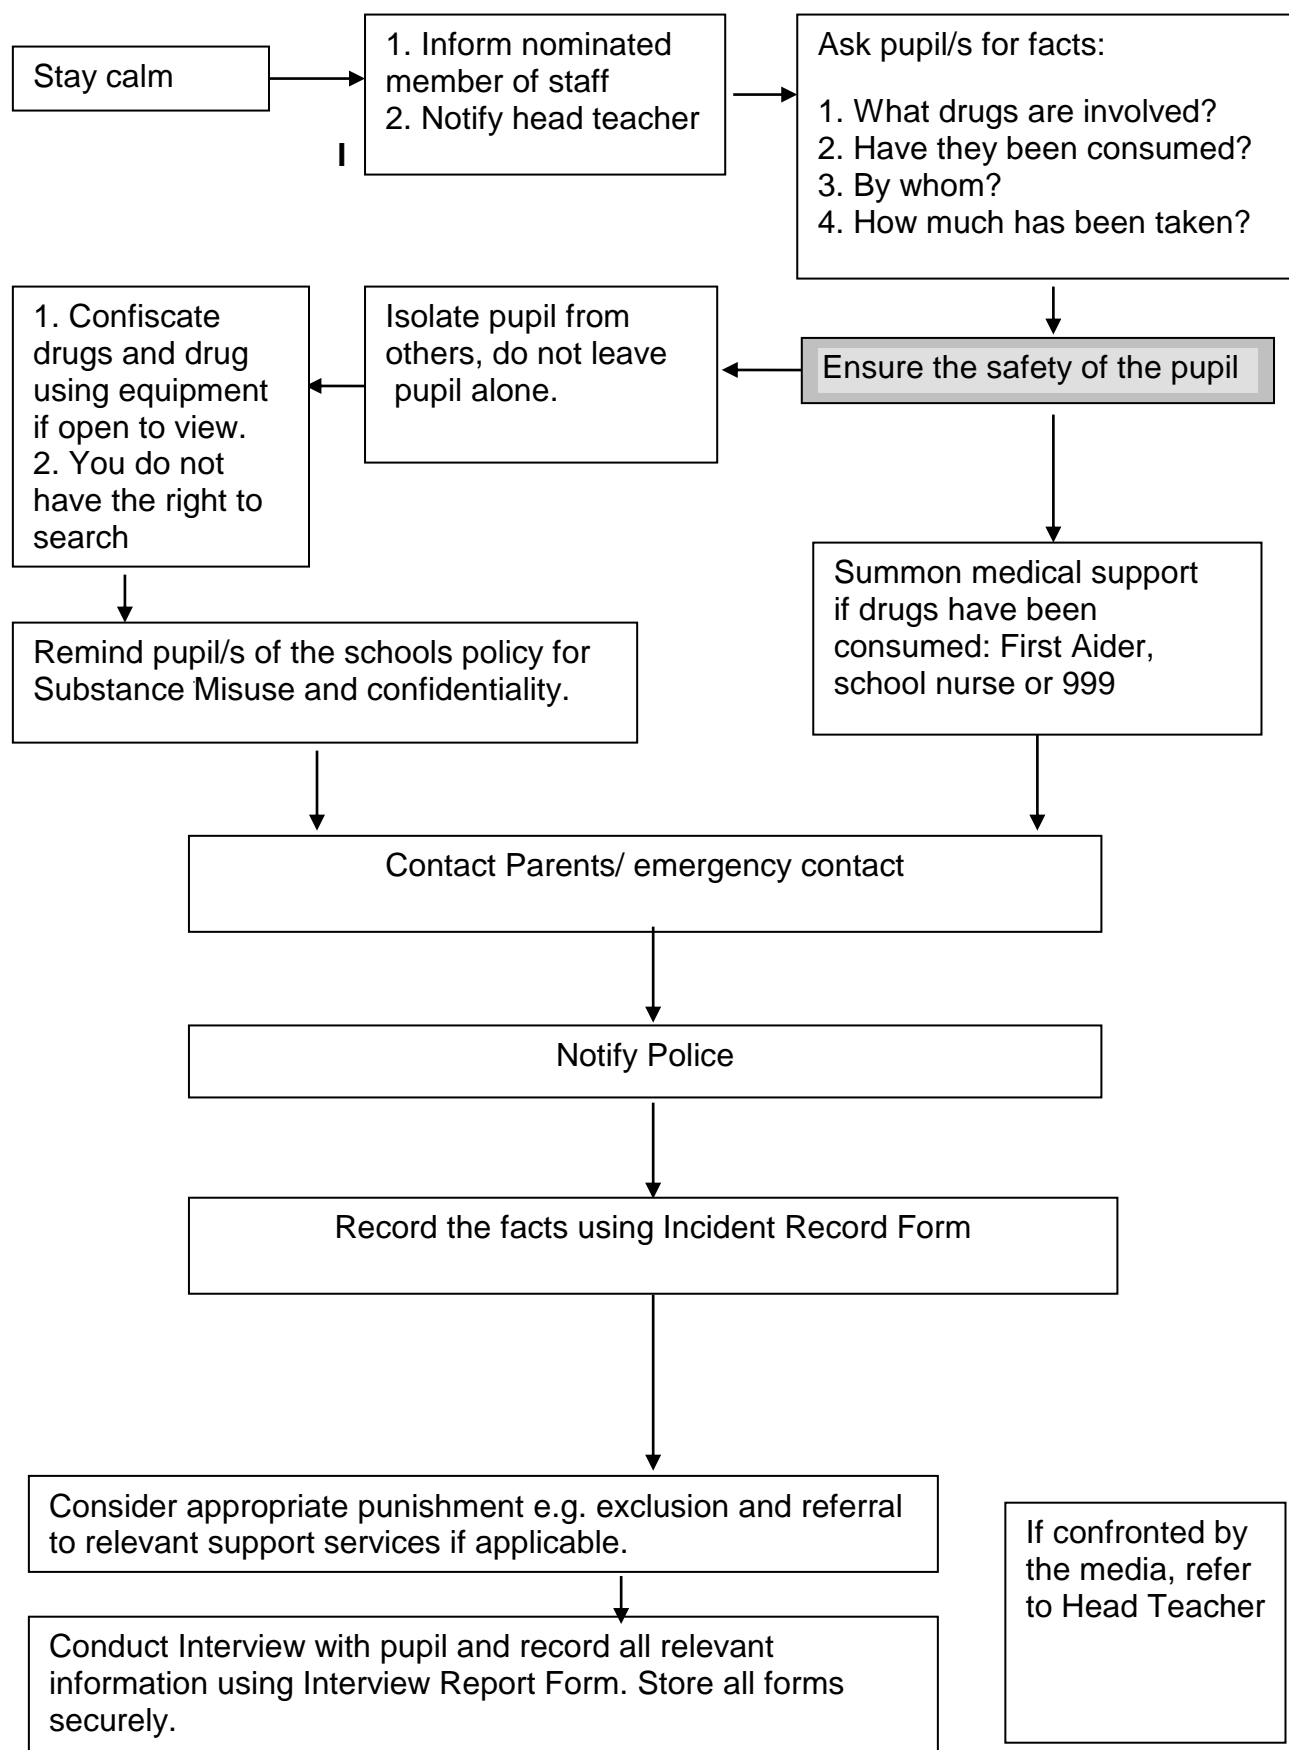 Stay calm
1. Inform nominated
member of staff
2. Notify head teacher
I
Ask pupil/s for facts:
1. What drugs are involved?
2. Have they been consumed?
3. By whom?
4. How much has been taken?
Ensure the safety of the pupil
Isolate pupil from
others, do not leave
pupil alone.
1. Confiscate
drugs and drug
using equipment
if open to view.
2. You do not
have the right to
search
Remind pupil/s of the schools policy for
Substance Misuse and confidentiality.
Summon medical support
if drugs have been
consumed: First Aider,
school nurse or 999
Contact Parents/ emergency contact
Notify Police
Record the facts using Incident Record Form
Consider appropriate punishment e.g. exclusion and referral
to relevant support services if applicable.
Conduct Interview with pupil and record all relevant
information using Interview Report Form. Store all forms
securely.
If confronted by
the media, refer
to Head Teacher